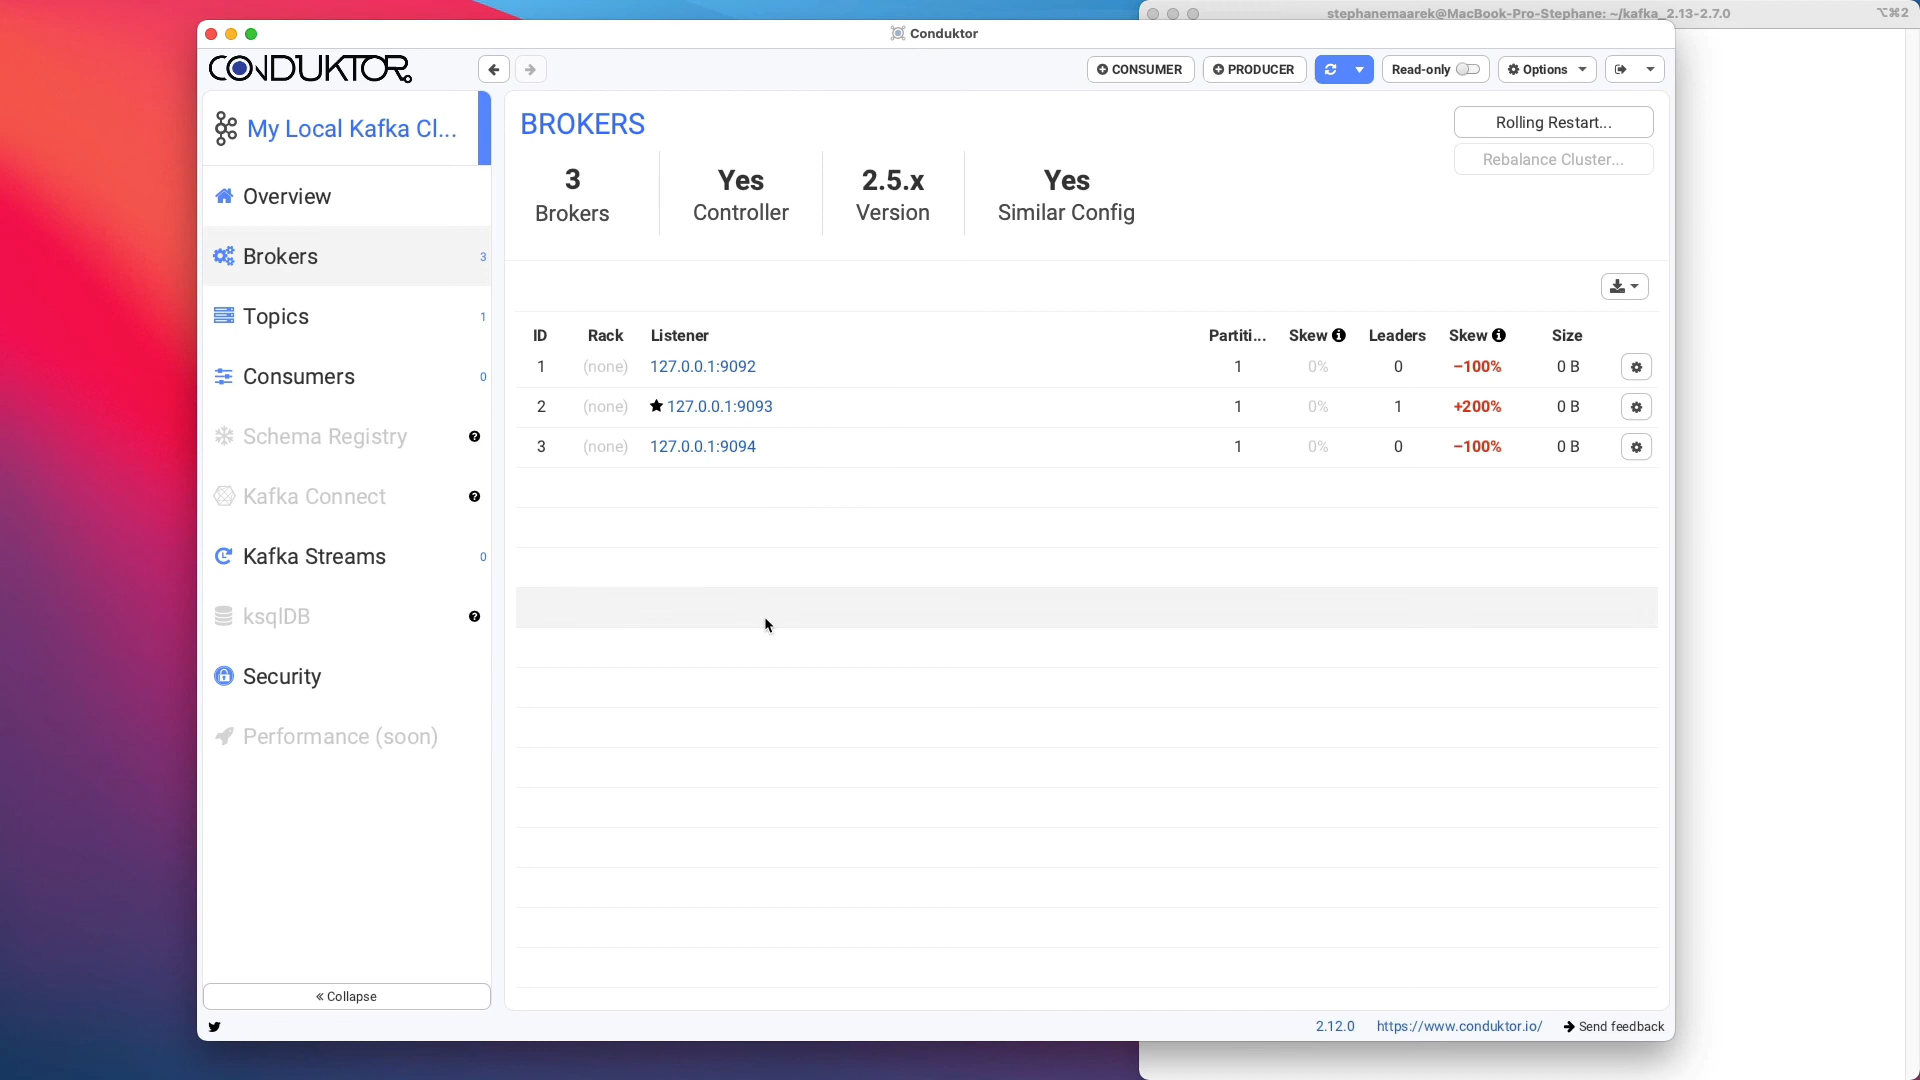 stephanemaarek@MacBook-Pro-Stephane: ~/kafka_2.13-2.7.0
⌥⌘2
Conduktor
CONDUKTOR
CONSUMER
PRODUCER
Read-only
Options
My Local Kafka Cl...
Overview
Brokers 3
Topics 1
Consumers 0
Schema Registry ?
Kafka Connect ?
Kafka Streams 0
ksqlDB ?
Security
Performance (soon)
« Collapse
BROKERS
Rolling Restart...
Rebalance Cluster...
3 Yes 2.5.x Yes
Brokers Controller Version Similar Config
ID Rack Listener Partiti... Skew Leaders Skew Size
1 (none) 127.0.0.1:9092 1 0% 0 −100% 0 B
2 (none) ★ 127.0.0.1:9093 1 0% 1 +200% 0 B
3 (none) 127.0.0.1:9094 1 0% 0 −100% 0 B
2.12.0 https://www.conduktor.io/ Send feedback